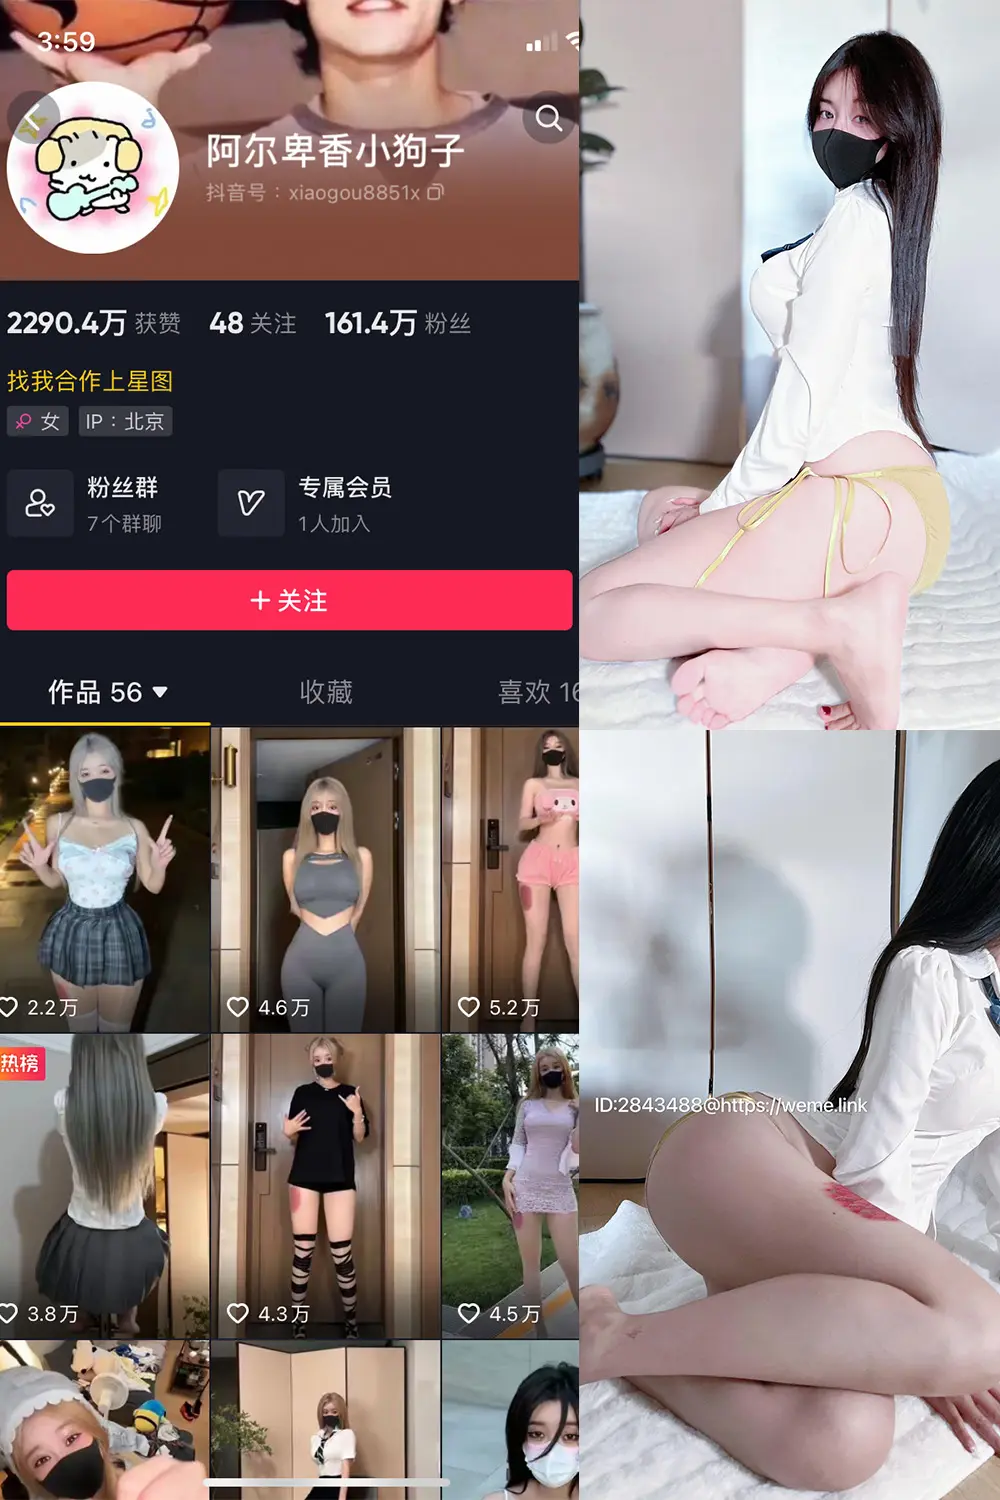 3:59
阿尔卑香小狗子
抖音号：xiaogou8851x
2290.4万 获赞 48 关注 161.4万 粉丝
找我合作上星图
女 IP：北京
粉丝群 专属会员
7个群聊 1人加入
+ 关注
作品 56 收藏 喜欢 16
2.2万 4.6万 5.2万
热榜
3.8万 4.3万 4.5万
ID:2843488@https://weme.link